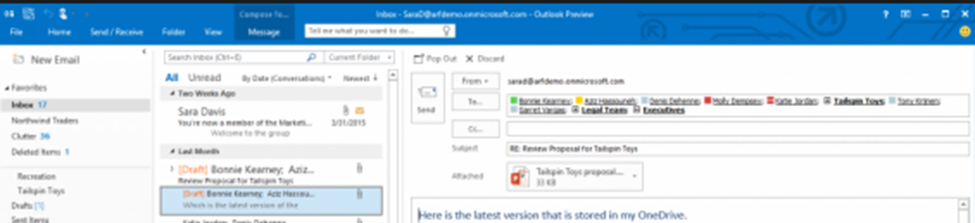 Compose To...
Inbox - SaraD@arfdemo.onmicrosoft.com - Outlook Preview
File Home Send / Receive Folder View Message Tell me what you want to do...
New Email
Favorites
Inbox 17
Northwind Traders
Clutter 36
Deleted Items 1
Recreation
Tailspin Toys
Drafts [1]
Sent Items
Search Inbox (Ctrl+E) Current Folder
All Unread By Date (Conversations) Newest
Two Weeks Ago
Sara Davis
You're now a member of the Marketi... 3/31/2015
Welcome to the group
Last Month
[Draft] Bonnie Kearney; Aziz...
Review Proposal for Tailspin Toys
[Draft] Bonnie Kearney; Aziz Hassou...
Which is the latest version of the
Katie Jordan; Denis Dehenne
Pop Out Discard
Send
From sarad@arfdemo.onmicrosoft.com
To... Bonnie Kearney; Aziz Hassouneh; Denis Dehenne; Molly Dempsey; Katie Jordan; Tailspin Toys; Tony Krijnen;
Garret Vargas; Legal Team; Executives
Cc...
Subject RE: Review Proposal for Tailspin Toys
Attached Tailspin Toys proposal...
33 KB
Here is the latest version that is stored in my OneDrive.